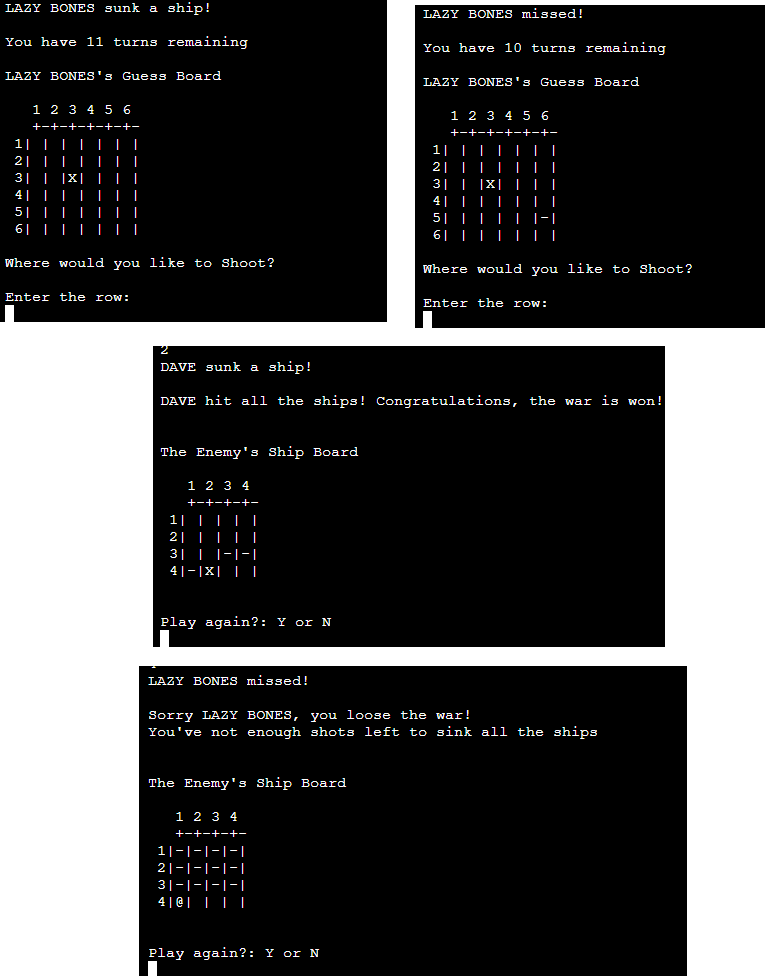 LAZY BONES sunk a ship!
You have 11 turns remaining
LAZY BONES's Guess Board
1 2 3 4 5 6
+-+-+-+-+-+-
1| | | | | | |
2| | | | | | |
3| | |X| | | |
4| | | | | | |
5| | | | | | |
6| | | | | | |
Where would you like to Shoot?
Enter the row:
LAZY BONES missed!
You have 10 turns remaining
LAZY BONES's Guess Board
1 2 3 4 5 6
+-+-+-+-+-+-
1| | | | | | |
2| | | | | | |
3| | |X| | | |
4| | | | | | |
5| | | | | |-|
6| | | | | | |
Where would you like to Shoot?
Enter the row:
2
DAVE sunk a ship!
DAVE hit all the ships! Congratulations, the war is won!
The Enemy's Ship Board
1 2 3 4
+-+-+-+-
1| | | | |
2| | | | |
3| | |-|-|
4|-|X| | |
Play again?: Y or N
LAZY BONES missed!
Sorry LAZY BONES, you loose the war!
You've not enough shots left to sink all the ships
The Enemy's Ship Board
1 2 3 4
+-+-+-+-
1|-|-|-|-|
2|-|-|-|-|
3|-|-|-|-|
4|@| | | |
Play again?: Y or N